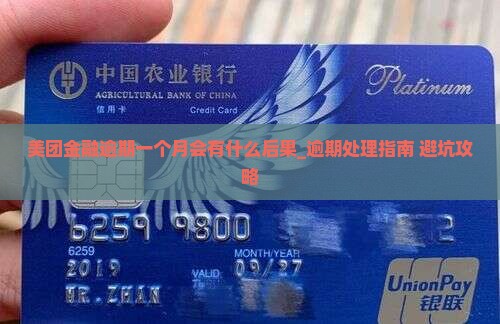 中国农业银行
AGRICULTURAL BANK OF CHINA
信用卡 Credit Card
Platinum
美团金融逾期一个月会有什么后果_逾期处理指南 避坑攻
略
6259 9800 2
6259
MONTH/YEAR
2019 VALID 09/27
MR.ZHAN
UnionPay
银联